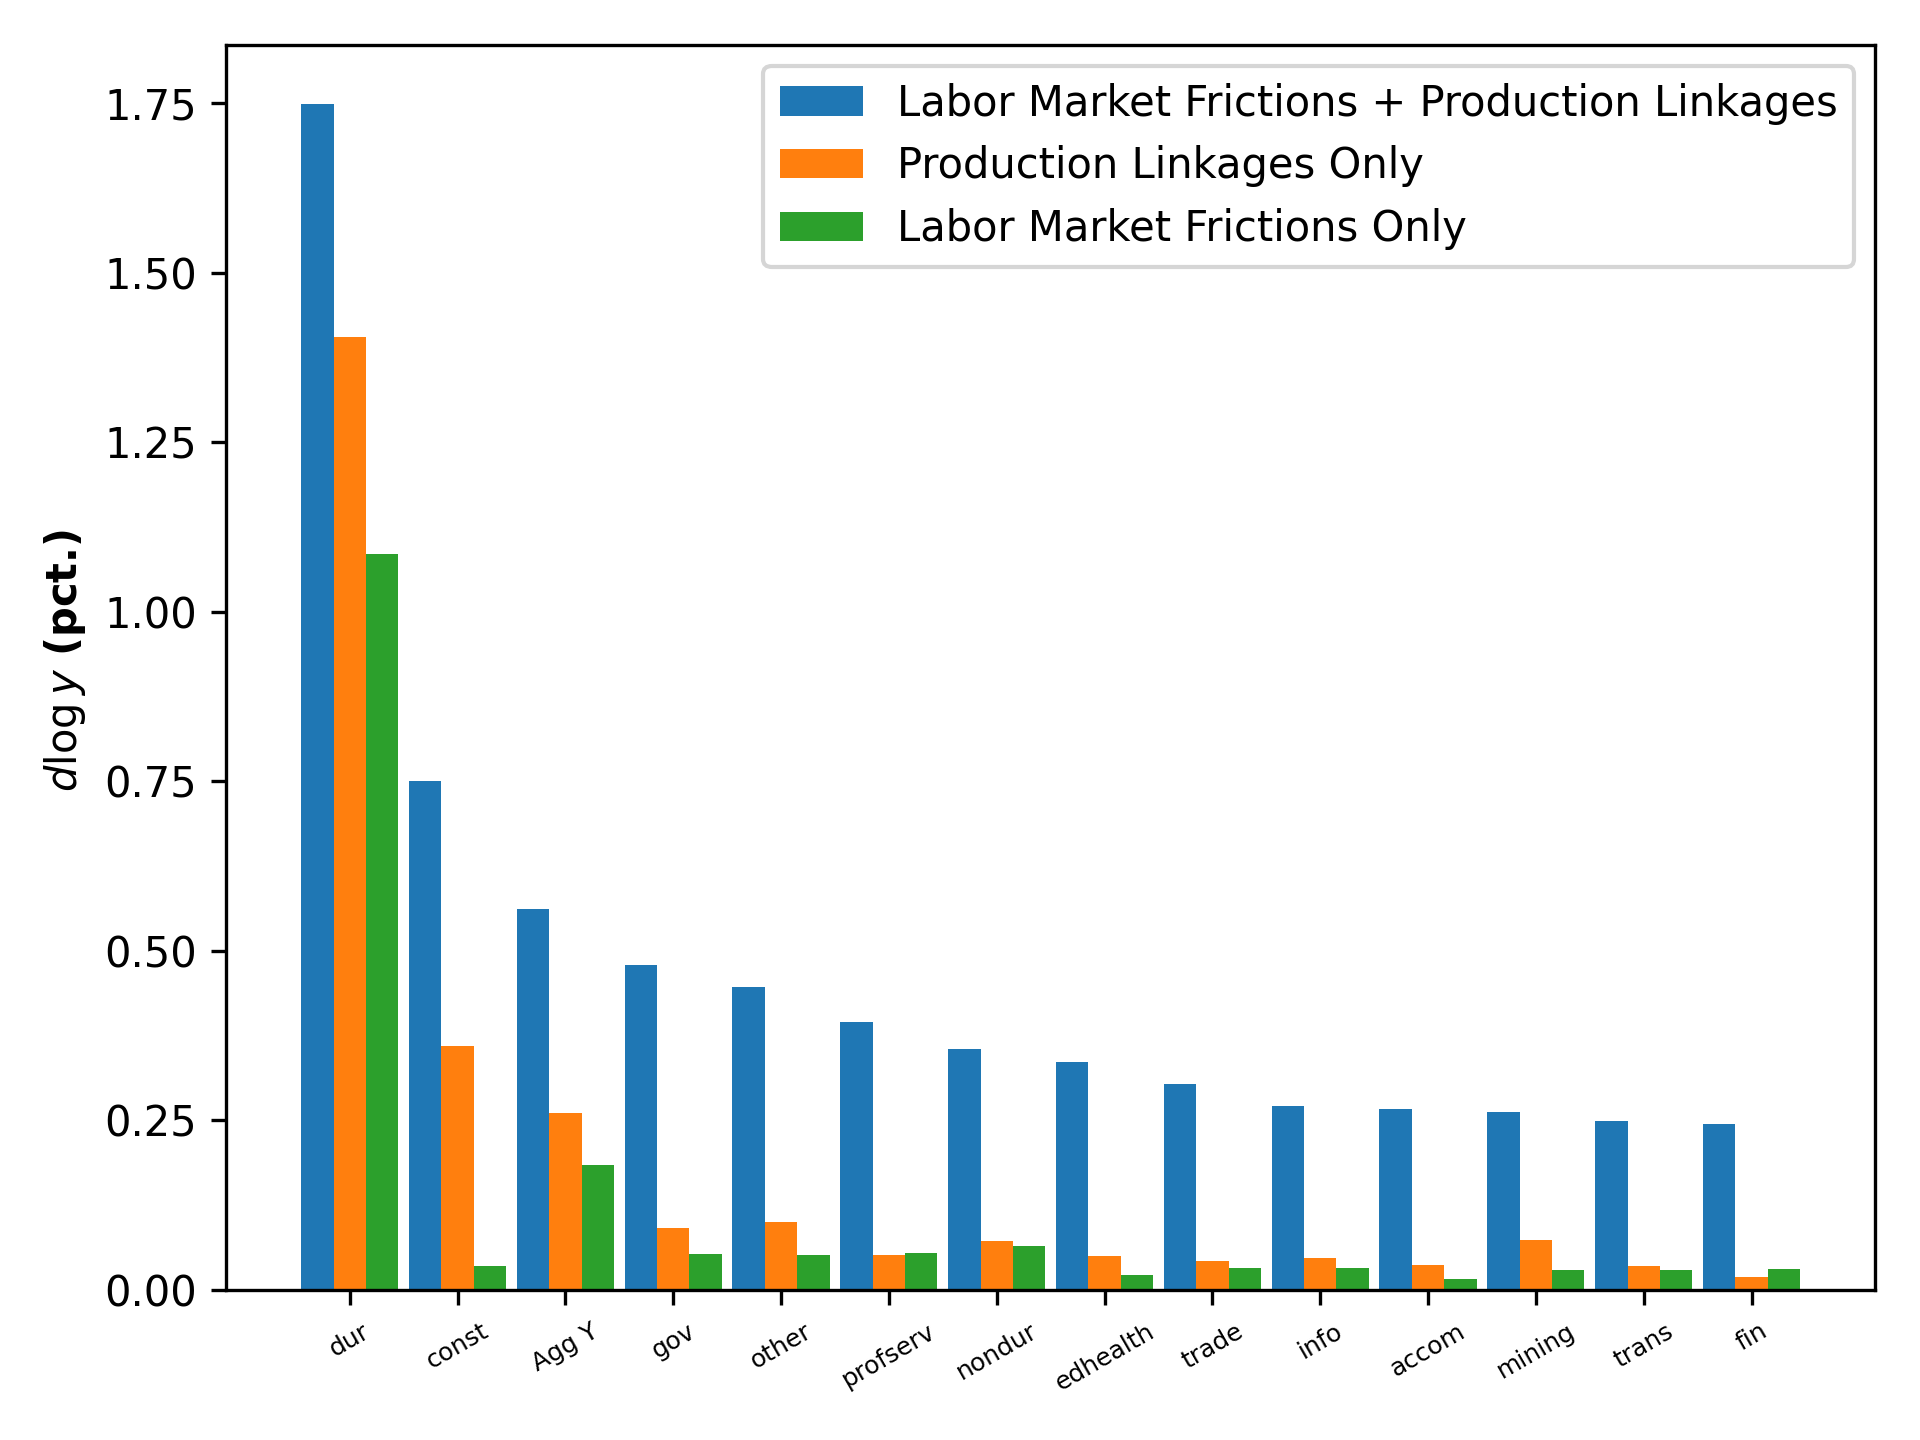 Labor Market Frictions + Production Linkages
Production Linkages Only
Labor Market Frictions Only
1.75
1.50
1.25
1.00
0.75
0.50
0.25
0.00
dlog y (pct.)
dur
const
Agg Y
gov
other
profserv
nondur
edhealth
trade
info
accom
mining
trans
fin